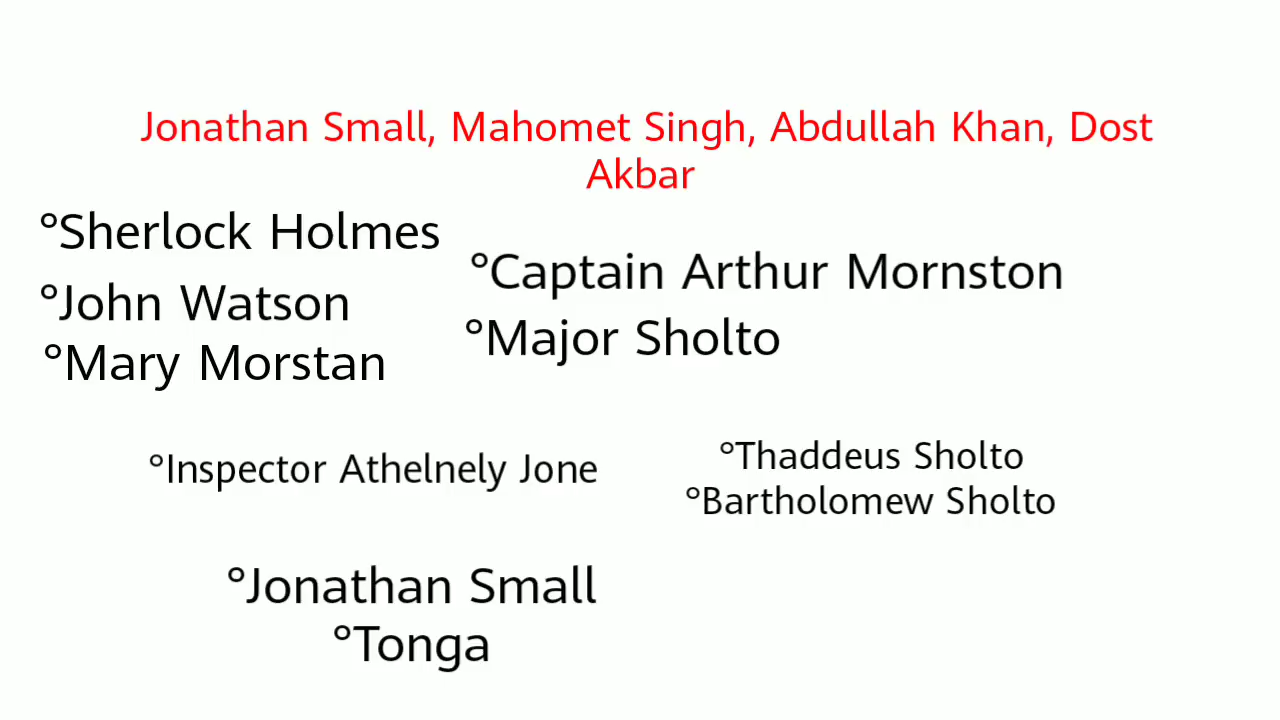 Jonathan Small, Mahomet Singh, Abdullah Khan, Dost
Akbar
°Sherlock Holmes
°John Watson
°Mary Morstan
°Captain Arthur Mornston
°Major Sholto
°Inspector Athelnely Jone
°Thaddeus Sholto
°Bartholomew Sholto
°Jonathan Small
°Tonga